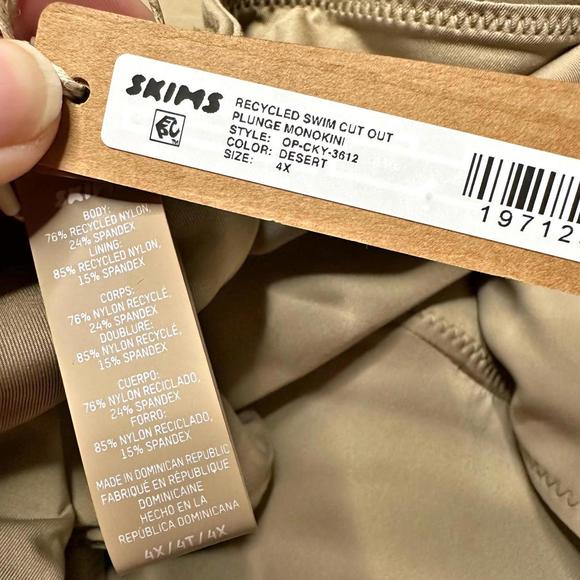 SKIMS
RECYCLED SWIM CUT OUT
PLUNGE MONOKINI
STYLE: OP-CKY-3612
COLOR: DESERT
SIZE: 4X
19712
SKIMS
BODY:
76% RECYCLED NYLON,
24% SPANDEX
LINING:
85% RECYCLED NYLON,
15% SPANDEX
CORPS:
76% NYLON RECYCLÉ,
24% SPANDEX
DOUBLURE:
85% NYLON RECYCLÉ,
15% SPANDEX
CUERPO:
76% NYLON RECICLADO,
24% SPANDEX
FORRO:
85% NYLON RECICLADO,
15% SPANDEX
MADE IN DOMINICAN REPUBLIC
FABRIQUÉ EN RÉPUBLIQUE
DOMINICAINE
HECHO EN LA
REPÚBLICA DOMINICANA
4X / 4T / 4X